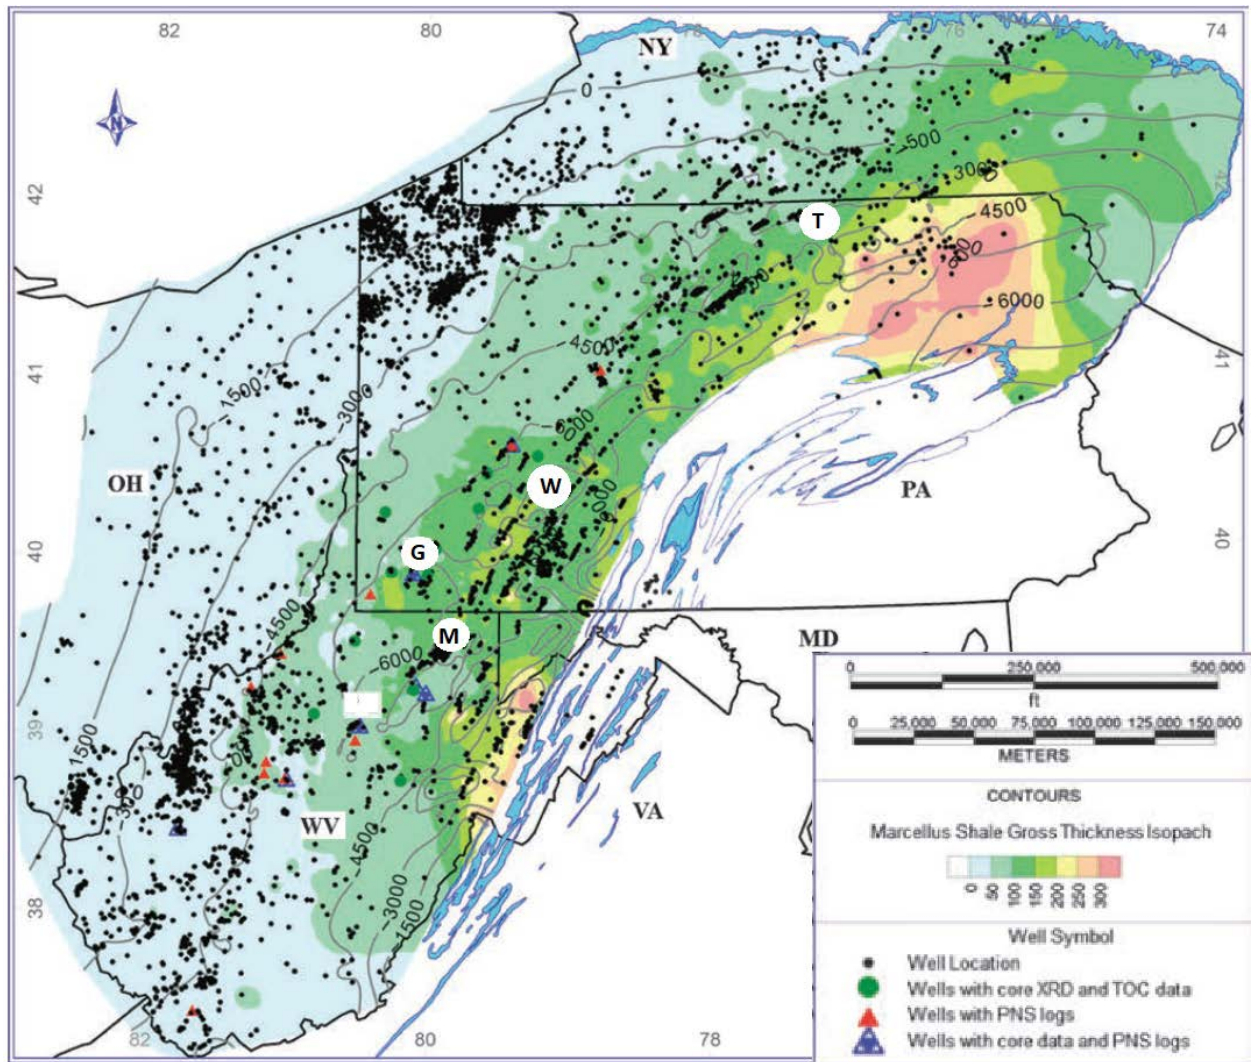 82
80
78
76
74
NY
0
-500
3000
42
42
T
4500
-4500
-6000
41
-1500
-3000
41
OH
W
PA
G
40
40
4500
M
MD
-6000
39
1500
VA
WV
-4500
-3000
-1500
38
82
80
78
0 250,000 500,000
ft
0 25,000 50,000 75,000 100,000 125,000 150,000
METERS
CONTOURS
Marcellus Shale Gross Thickness Isopach
0 50 100 150 200 250 300
Well Symbol
Well Location
Wells with core XRD and TOC data
Wells with PNS logs
Wells with core data and PNS logs
N